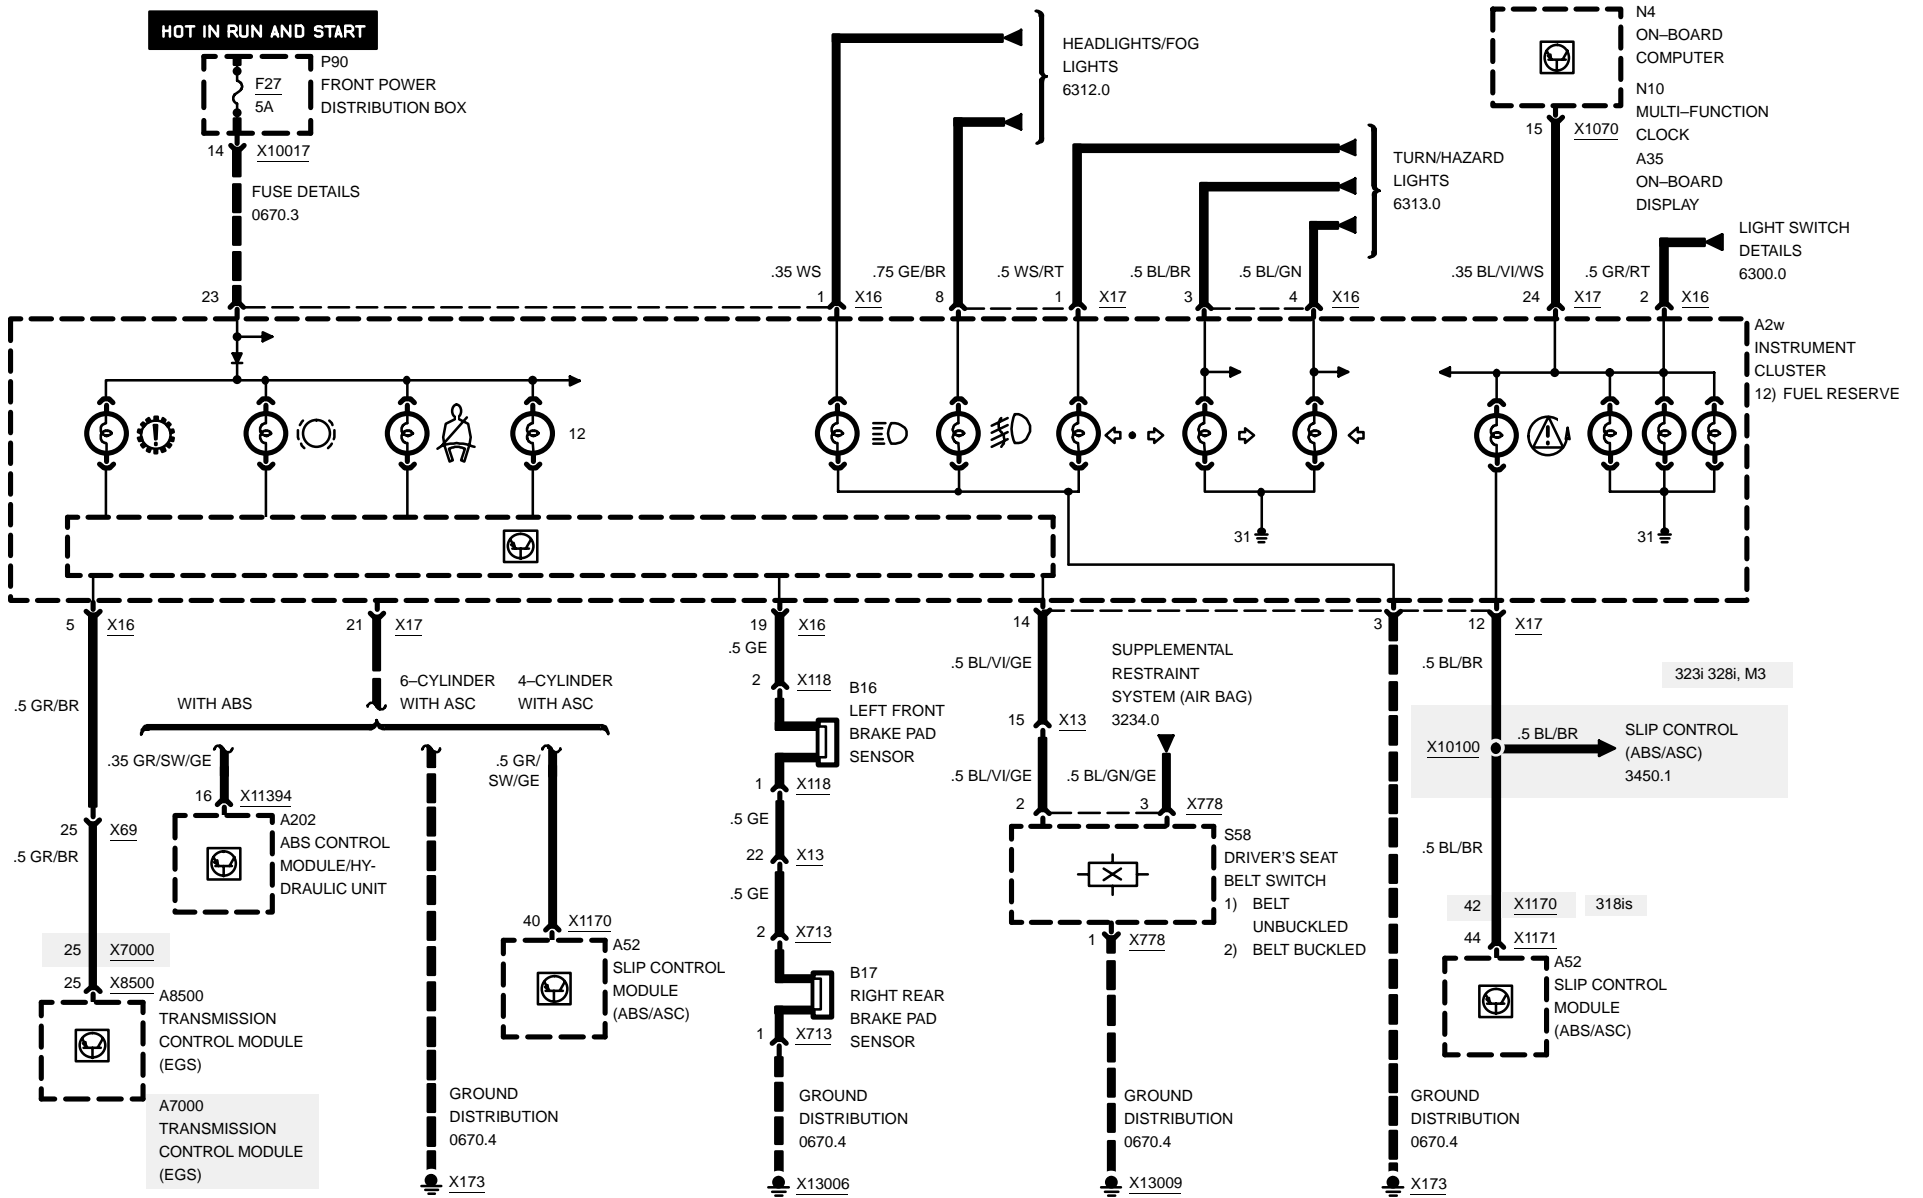 HOT IN RUN AND START
P90
FRONT POWER
DISTRIBUTION BOX
F27
5A
14 X10017
FUSE DETAILS
0670.3
23
HEADLIGHTS/FOG
LIGHTS
6312.0
TURN/HAZARD
LIGHTS
6313.0
N4
ON–BOARD
COMPUTER
N10
MULTI–FUNCTION
CLOCK
A35
ON–BOARD
DISPLAY
15 X1070
LIGHT SWITCH
DETAILS
6300.0
.35 WS
1 X16
.75 GE/BR
8
.5 WS/RT
1 X17
.5 BL/BR
3
.5 BL/GN
4 X16
.35 BL/VI/WS
24 X17
.5 GR/RT
2 X16
A2w
INSTRUMENT
CLUSTER
12) FUEL RESERVE
12
31
31
5 X16
21 X17
19 X16
14
3
12 X17
.5 GR/BR
25 X69
.5 GR/BR
25 X7000
25 X8500
A8500
TRANSMISSION
CONTROL MODULE
(EGS)
A7000
TRANSMISSION
CONTROL MODULE
(EGS)
WITH ABS
6–CYLINDER
WITH ASC
4–CYLINDER
WITH ASC
.35 GR/SW/GE
16 X11394
A202
ABS CONTROL
MODULE/HY-
DRAULIC UNIT
GROUND
DISTRIBUTION
0670.4
X173
.5 GR/
SW/GE
40 X1170
A52
SLIP CONTROL
MODULE
(ABS/ASC)
.5 GE
2 X118
B16
LEFT FRONT
BRAKE PAD
SENSOR
1 X118
.5 GE
22 X13
.5 GE
2 X713
B17
RIGHT REAR
BRAKE PAD
SENSOR
1 X713
GROUND
DISTRIBUTION
0670.4
X13006
.5 BL/VI/GE
15 X13
.5 BL/VI/GE
2
SUPPLEMENTAL
RESTRAINT
SYSTEM (AIR BAG)
3234.0
.5 BL/GN/GE
3 X778
S58
DRIVER'S SEAT
BELT SWITCH
1) BELT
UNBUCKLED
2) BELT BUCKLED
1 X778
GROUND
DISTRIBUTION
0670.4
X13009
GROUND
DISTRIBUTION
0670.4
X173
.5 BL/BR
323i 328i, M3
X10100
.5 BL/BR
SLIP CONTROL
(ABS/ASC)
3450.1
.5 BL/BR
42 X1170 318is
44 X1171
A52
SLIP CONTROL
MODULE
(ABS/ASC)